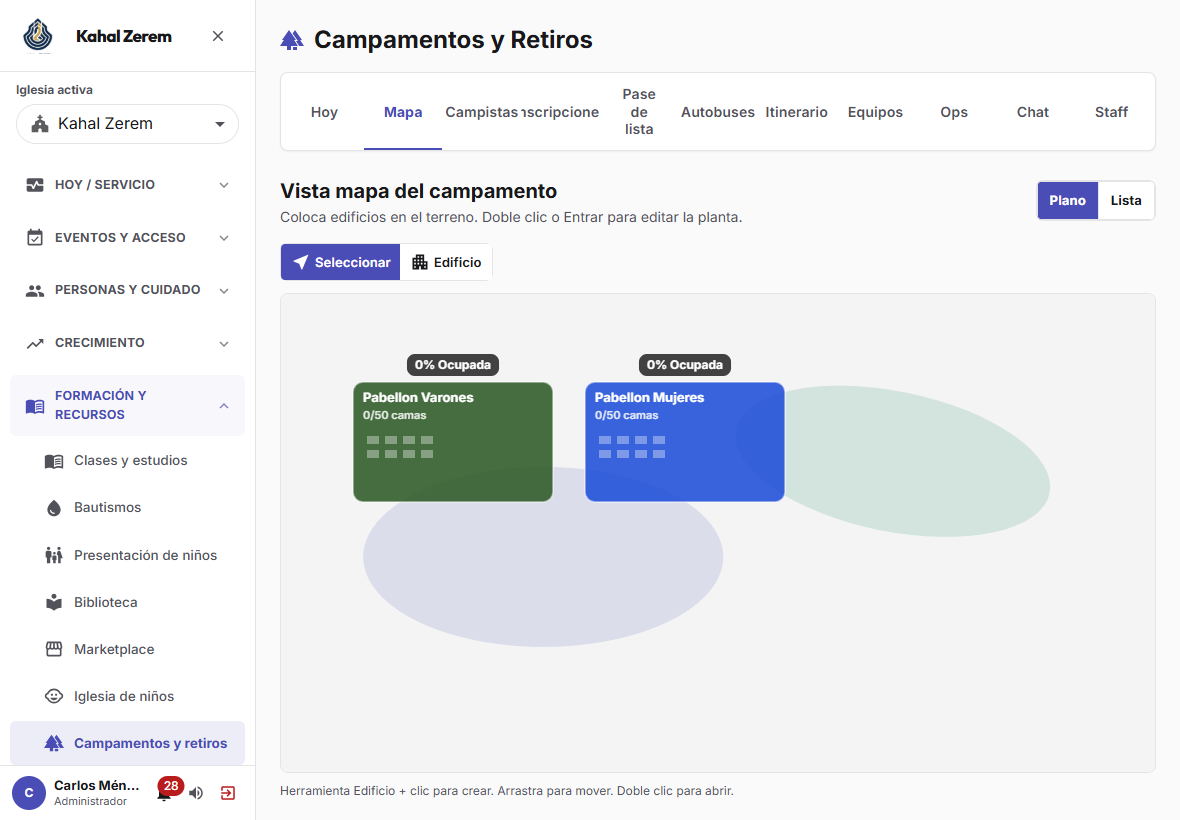 Kahal Zerem
Iglesia activa
Kahal Zerem
HOY / SERVICIO
EVENTOS Y ACCESO
PERSONAS Y CUIDADO
CRECIMIENTO
FORMACIÓN Y
RECURSOS
Clases y estudios
Bautismos
Presentación de niños
Biblioteca
Marketplace
Iglesia de niños
Campamentos y retiros
C
Carlos Mén...
Administrador
28
Campamentos y Retiros
Hoy
Mapa
Campistas
nscripcione
Pase
de
lista
Autobuses
Itinerario
Equipos
Ops
Chat
Staff
Vista mapa del campamento
Coloca edificios en el terreno. Doble clic o Entrar para editar la planta.
Plano
Lista
Seleccionar
Edificio
0% Ocupada
Pabellon Varones
0/50 camas
0% Ocupada
Pabellon Mujeres
0/50 camas
Herramienta Edificio + clic para crear. Arrastra para mover. Doble clic para abrir.